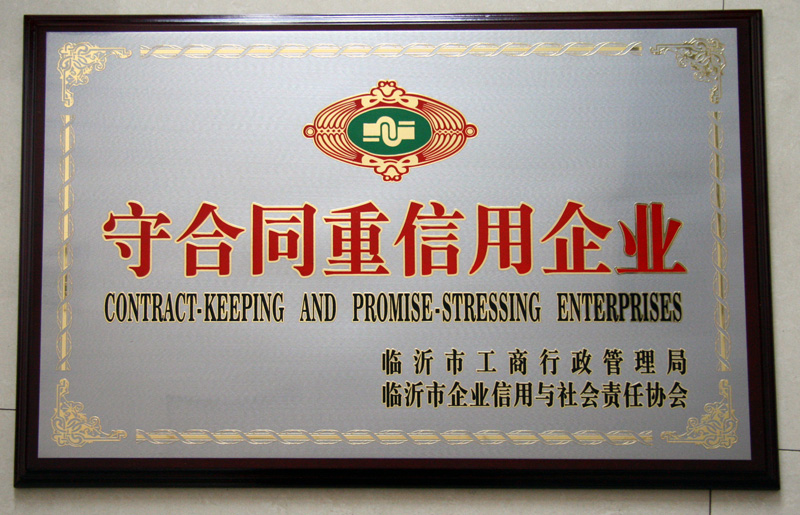 守合同重信用企业
CONTRACT-KEEPING AND PROMISE-STRESSING ENTERPRISES
临沂市工商行政管理局
临沂市企业信用与社会责任协会